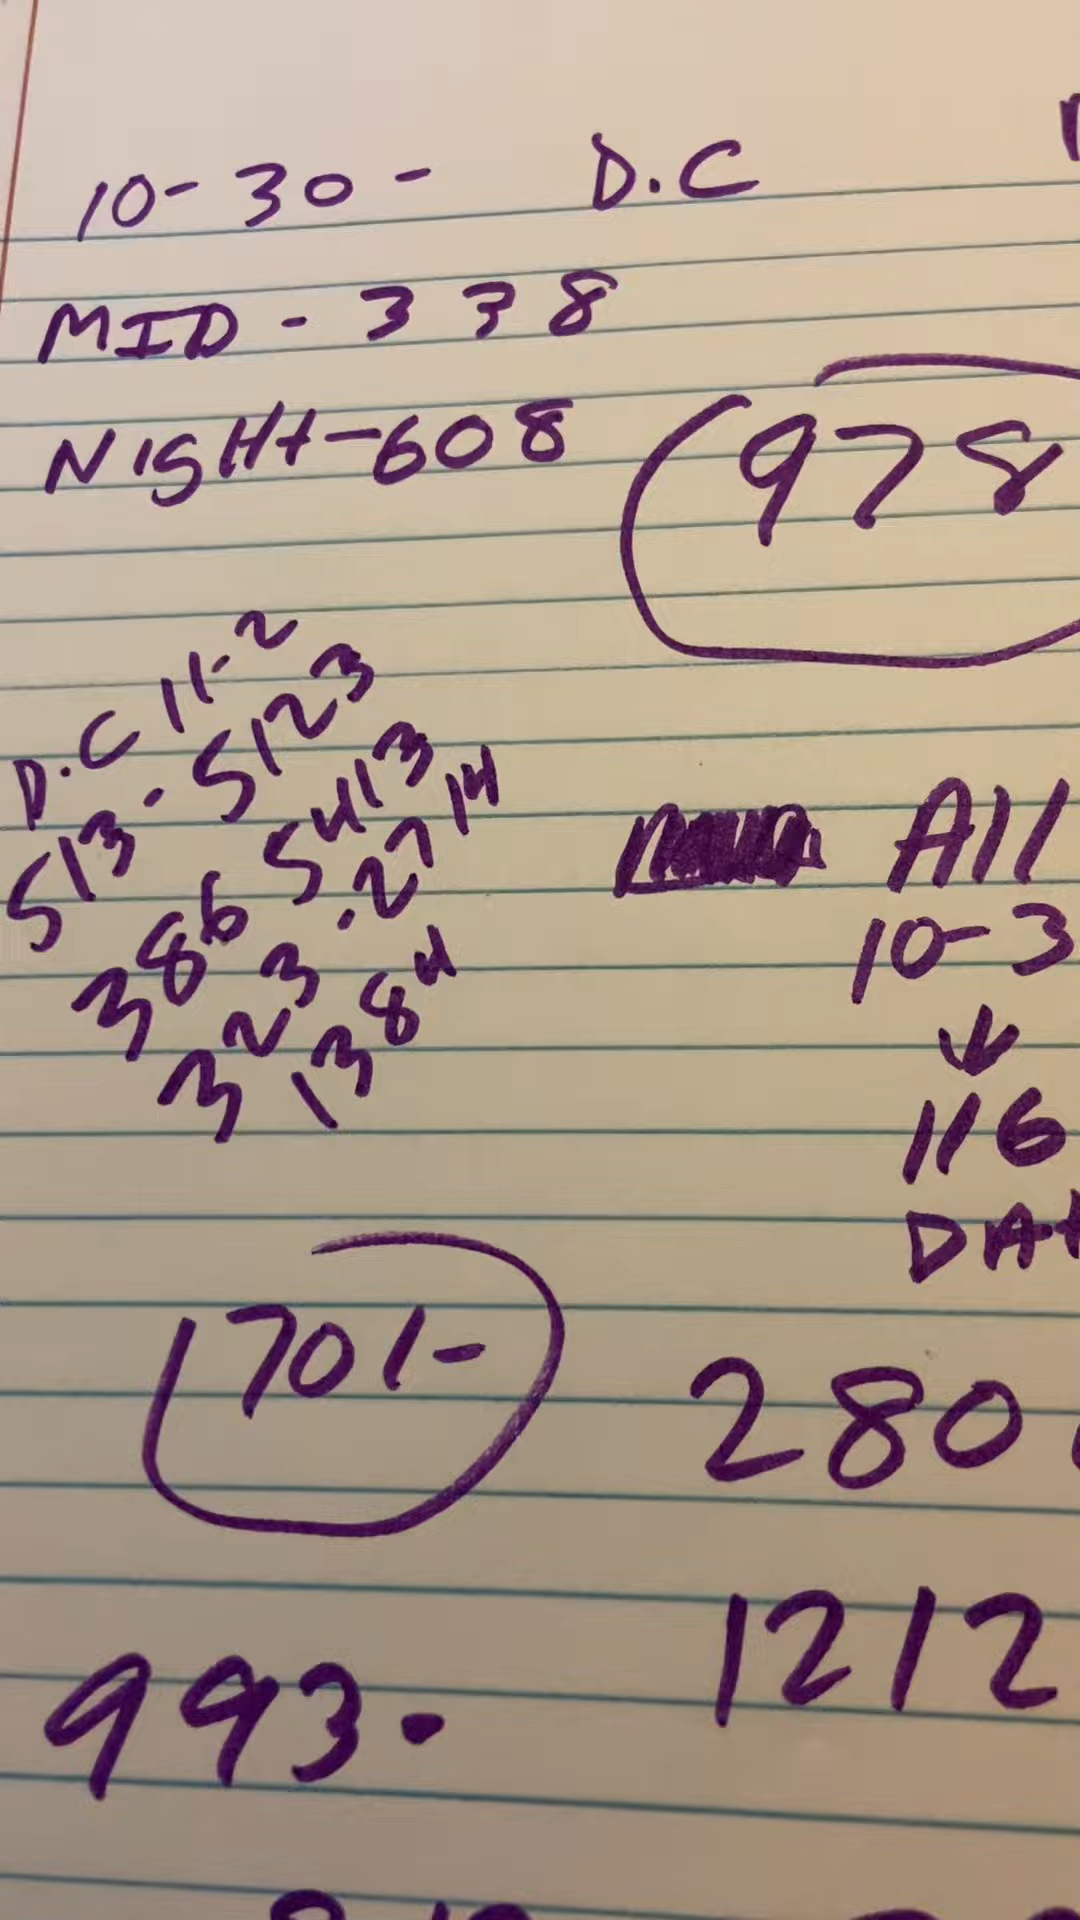 10-30- D.C
MID - 338
NIGHt-608
978
D.C 11-2
513 . 5123
386 5413
323 . 2714
1384
All
10-3
↓
116
DAt
1701-
280
1212
993.